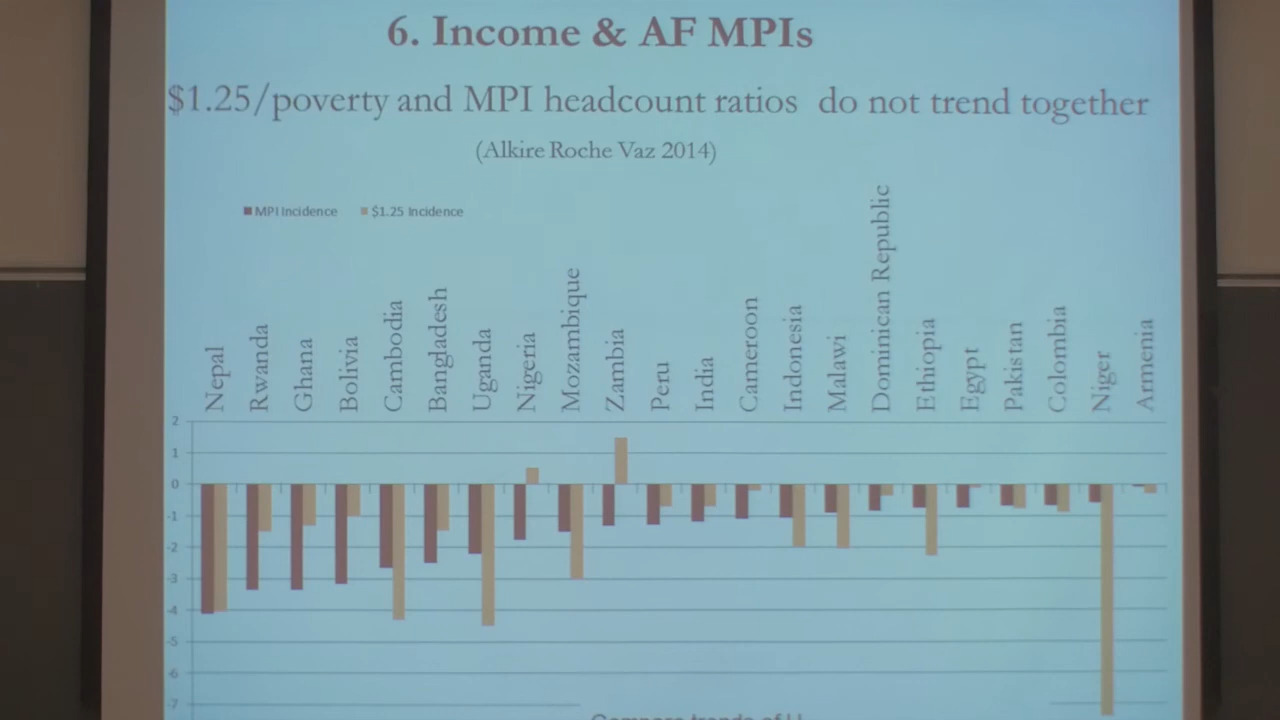 6. Income & AF MPIs
$1.25/poverty and MPI headcount ratios do not trend together
(Alkire Roche Vaz 2014)
MPI Incidence $1.25 Incidence
Nepal
Rwanda
Ghana
Bolivia
Cambodia
Bangladesh
Uganda
Nigeria
Mozambique
Zambia
Peru
India
Cameroon
Indonesia
Malawi
Dominican Republic
Ethiopia
Egypt
Pakistan
Colombia
Niger
Armenia
2
1
0
-1
-2
-3
-4
-5
-6
-7
Compare trends of